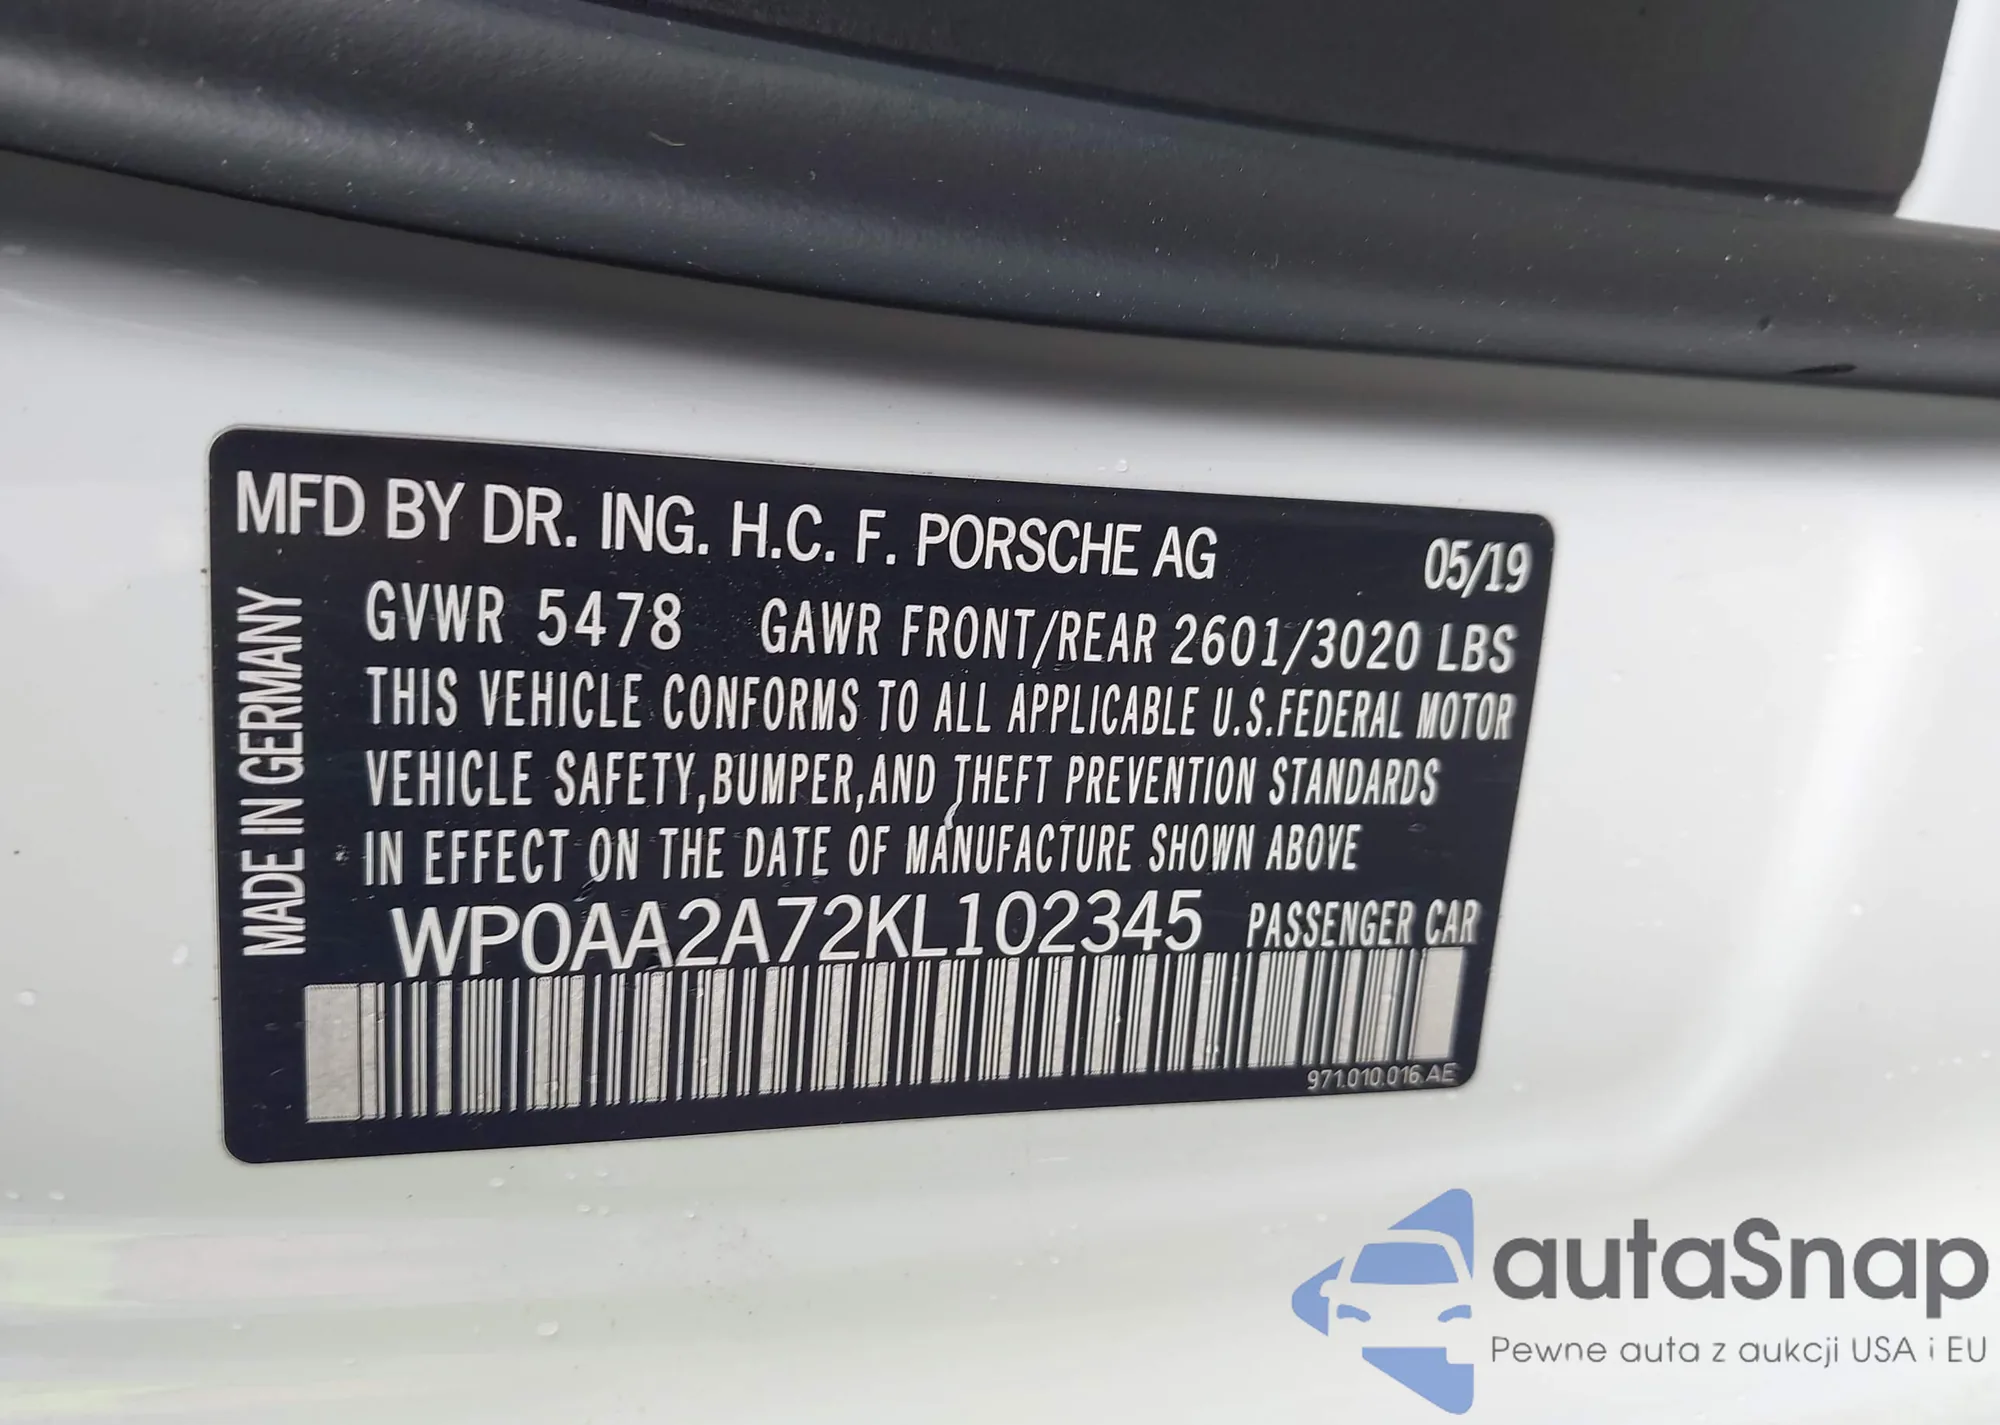 MFD BY DR. ING. H.C. F. PORSCHE AG 05/19
MADE IN GERMANY
GVWR 5478 GAWR FRONT/REAR 2601/3020 LBS
THIS VEHICLE CONFORMS TO ALL APPLICABLE U.S.FEDERAL MOTOR
VEHICLE SAFETY,BUMPER,AND THEFT PREVENTION STANDARDS
IN EFFECT ON THE DATE OF MANUFACTURE SHOWN ABOVE
WP0AA2A72KL102345 PASSENGER CAR
971.010.016.AE
autaSnap
Pewne auta z aukcji USA i EU